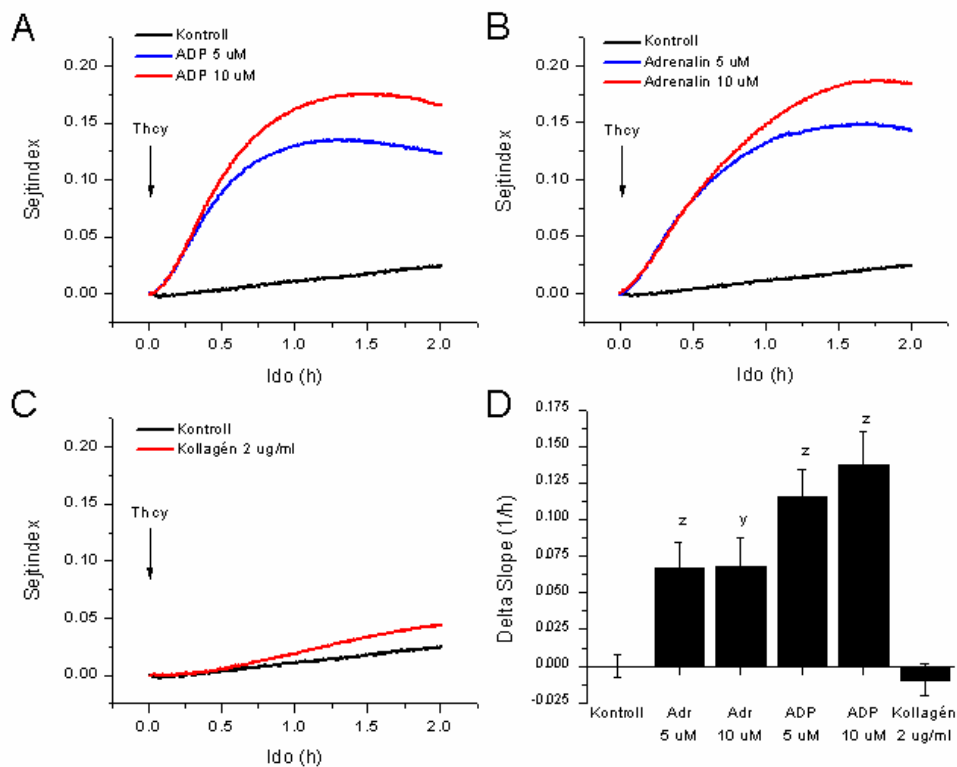 A
Kontroll
ADP 5 uM
ADP 10 uM
0.20
0.15
0.10
0.05
0.00
Thcy
Sejtindex
0.0 0.5 1.0 1.5 2.0
Ido (h)
B
Kontroll
Adrenalin 5 uM
Adrenalin 10 uM
0.20
0.15
0.10
0.05
0.00
Thcy
Sejtindex
0.0 0.5 1.0 1.5 2.0
Ido (h)
C
Kontroll
Kollagén 2 ug/ml
0.20
0.15
0.10
0.05
0.00
Thcy
Sejtindex
0.0 0.5 1.0 1.5 2.0
Ido (h)
D
0.175
0.150
0.125
0.100
0.075
0.050
0.025
0.000
-0.025
Delta Slope (1/h)
z y z z
Kontroll Adr Adr ADP ADP Kollagén
5 uM 10 uM 5 uM 10 uM 2 ug/ml